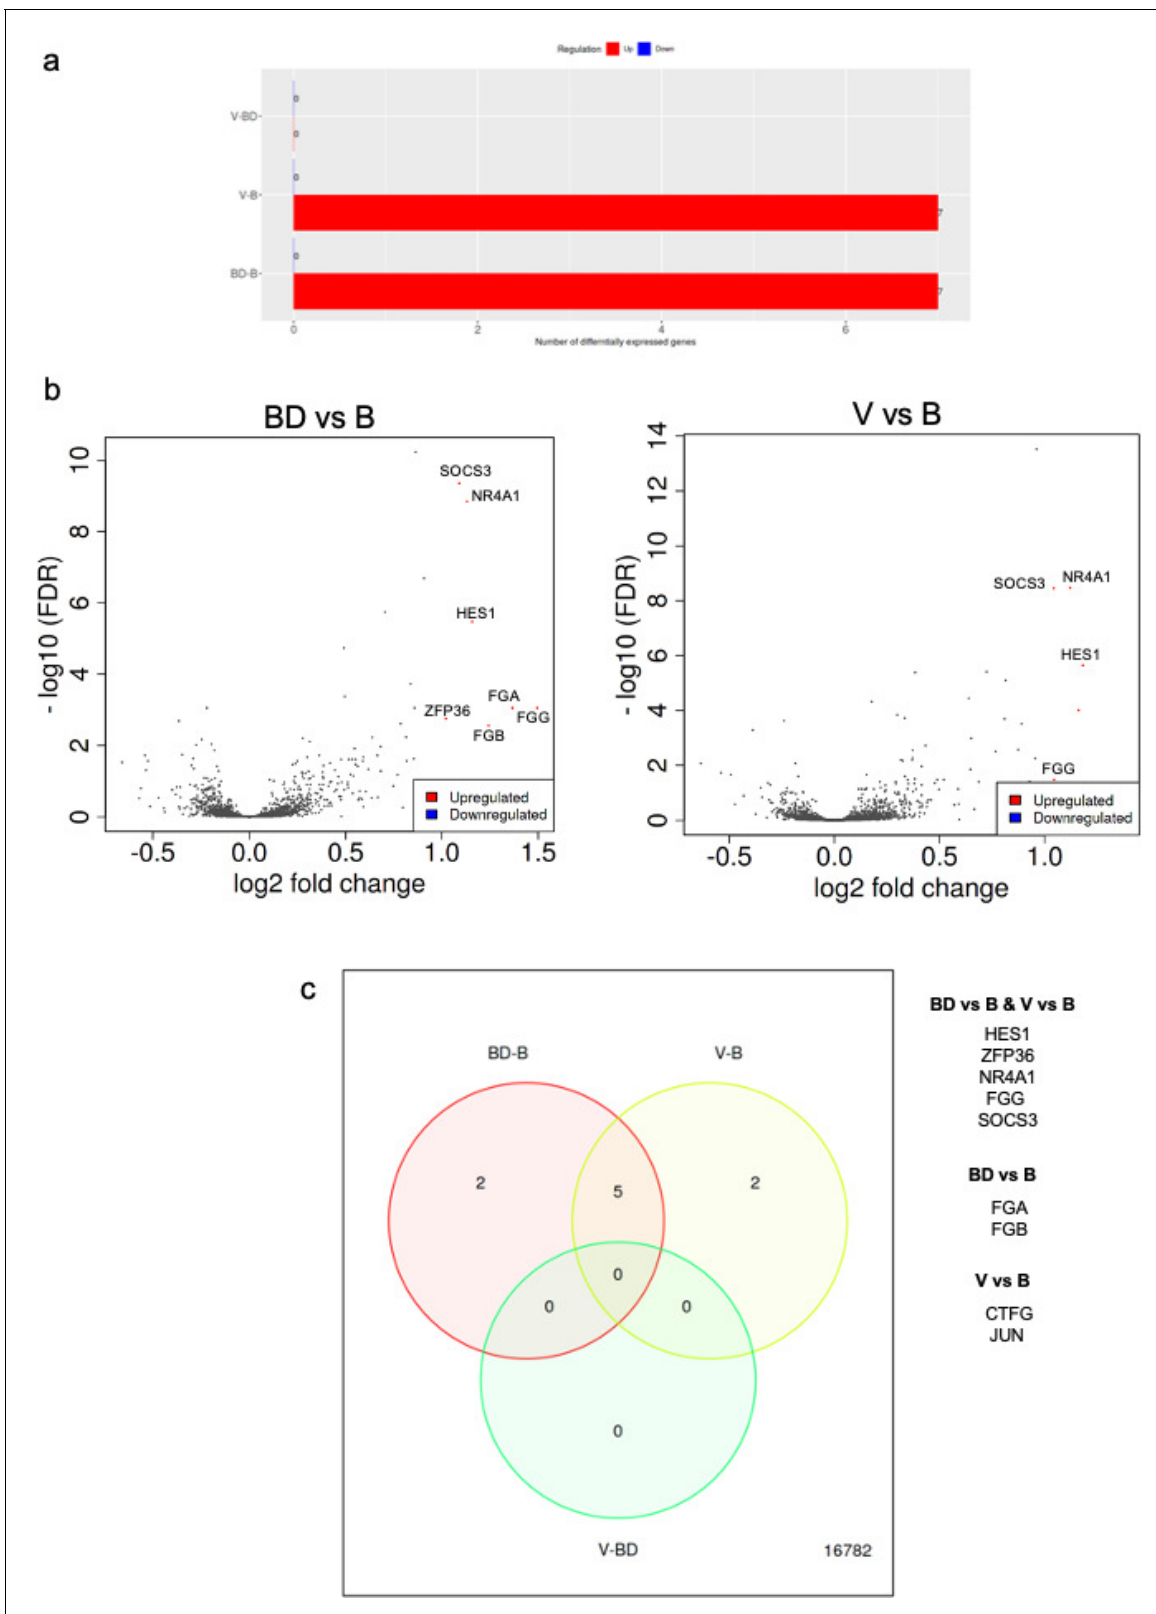 a
Regulation Up Down
V-BD
0
0
V-B
0
7
BD-B
0
7
0 2 4 6
Number of differntially expressed genes
b
BD vs B
- log10 (FDR)
10
8
6
4
2
0
SOCS3
NR4A1
HES1
FGA
ZFP36
FGG
FGB
Upregulated
Downregulated
-0.5 0.0 0.5 1.0 1.5
log2 fold change
V vs B
- log10 (FDR)
14
12
10
8
6
4
2
0
SOCS3 NR4A1
HES1
FGG
Upregulated
Downregulated
-0.5 0.0 0.5 1.0
log2 fold change
c
BD-B V-B
2 5 2
0
0 0
0
V-BD
16782
BD vs B & V vs B
HES1
ZFP36
NR4A1
FGG
SOCS3
BD vs B
FGA
FGB
V vs B
CTFG
JUN